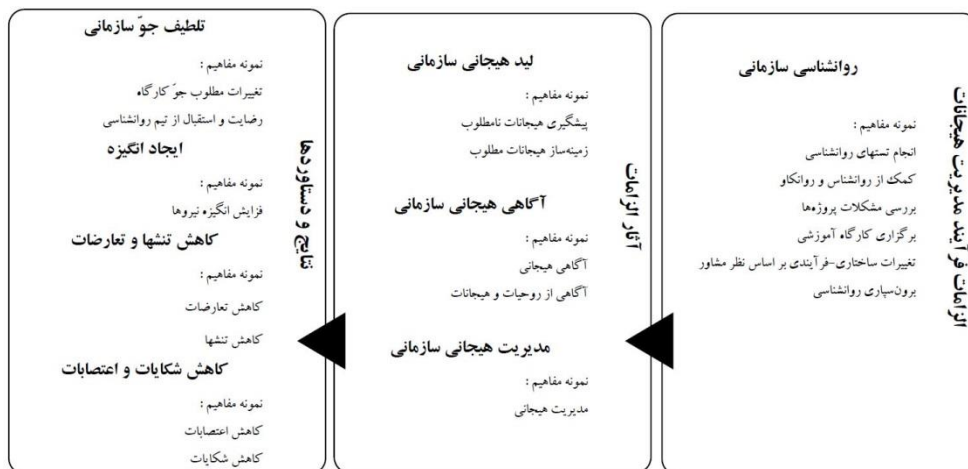 الزامات فرآیند مدیریت هیجانات
روانشناسی سازمانی
نمونه مفاهیم :
انجام تستهای روانشناسی
کمک از روانشناس و روانکاو
بررسی مشکلات پروژه‌ها
برگزاری کارگاه آموزشی
تغییرات ساختاری-فرآیندی بر اساس نظر مشاور
برون‌سپاری روانشناسی
آثار الزامات
لید هیجانی سازمانی
نمونه مفاهیم :
پیشگیری هیجانات نامطلوب
زمینه‌ساز هیجانات مطلوب
آگاهی هیجانی سازمانی
نمونه مفاهیم :
آگاهی هیجانی
آگاهی از روحیات و هیجانات
مدیریت هیجانی سازمانی
نمونه مفاهیم :
مدیریت هیجانی
نتایج و دستاوردها
تلطیف جوّ سازمانی
نمونه مفاهیم :
تغییرات مطلوب جوّ کارگاه
رضایت و استقبال از تیم روانشناسی
ایجاد انگیزه
نمونه مفاهیم :
فزایش انگیزه نیروها
کاهش تنشها و تعارضات
نمونه مفاهیم :
کاهش تعارضات
کاهش تنشها
کاهش شکایات و اعتصابات
نمونه مفاهیم :
کاهش اعتصابات
کاهش شکایات